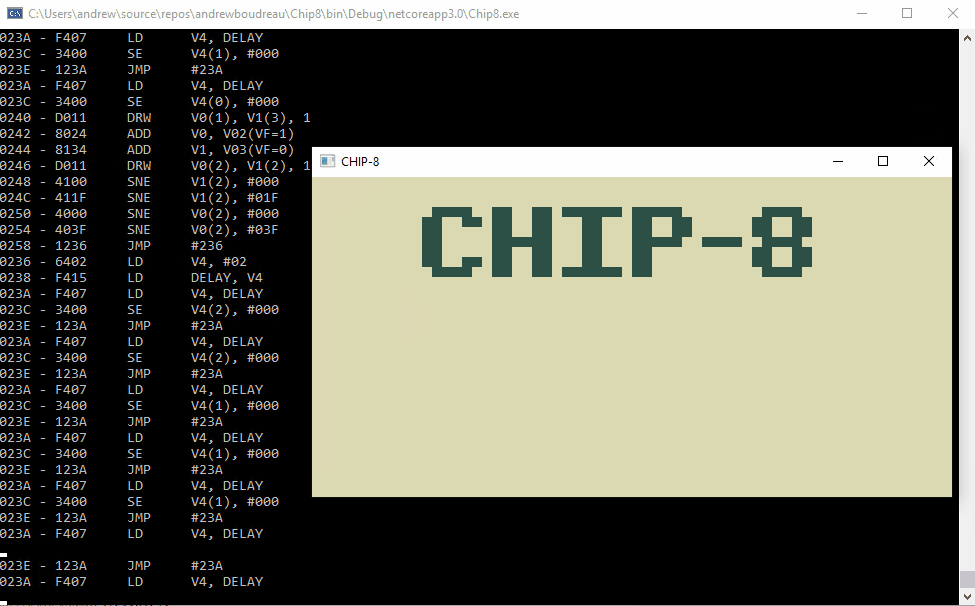 C:\Users\andrew\source\repos\andrewboudreau\Chip8\bin\Debug\netcoreapp3.0\Chip8.exe
023A - F407 LD V4, DELAY
023C - 3400 SE V4(1), #000
023E - 123A JMP #23A
023A - F407 LD V4, DELAY
023C - 3400 SE V4(0), #000
0240 - D011 DRW V0(1), V1(3), 1
0242 - 8024 ADD V0, V02(VF=1)
0244 - 8134 ADD V1, V03(VF=0)
0246 - D011 DRW V0(2), V1(2), 1
0248 - 4100 SNE V1(2), #000
024C - 411F SNE V1(2), #01F
0250 - 4000 SNE V0(2), #000
0254 - 403F SNE V0(2), #03F
0258 - 1236 JMP #236
0236 - 6402 LD V4, #02
0238 - F415 LD DELAY, V4
023A - F407 LD V4, DELAY
023C - 3400 SE V4(2), #000
023E - 123A JMP #23A
023A - F407 LD V4, DELAY
023C - 3400 SE V4(2), #000
023E - 123A JMP #23A
023A - F407 LD V4, DELAY
023C - 3400 SE V4(1), #000
023E - 123A JMP #23A
023A - F407 LD V4, DELAY
023C - 3400 SE V4(1), #000
023E - 123A JMP #23A
023A - F407 LD V4, DELAY
023C - 3400 SE V4(1), #000
023E - 123A JMP #23A
023A - F407 LD V4, DELAY
023E - 123A JMP #23A
023A - F407 LD V4, DELAY
CHIP-8
CHIP-8